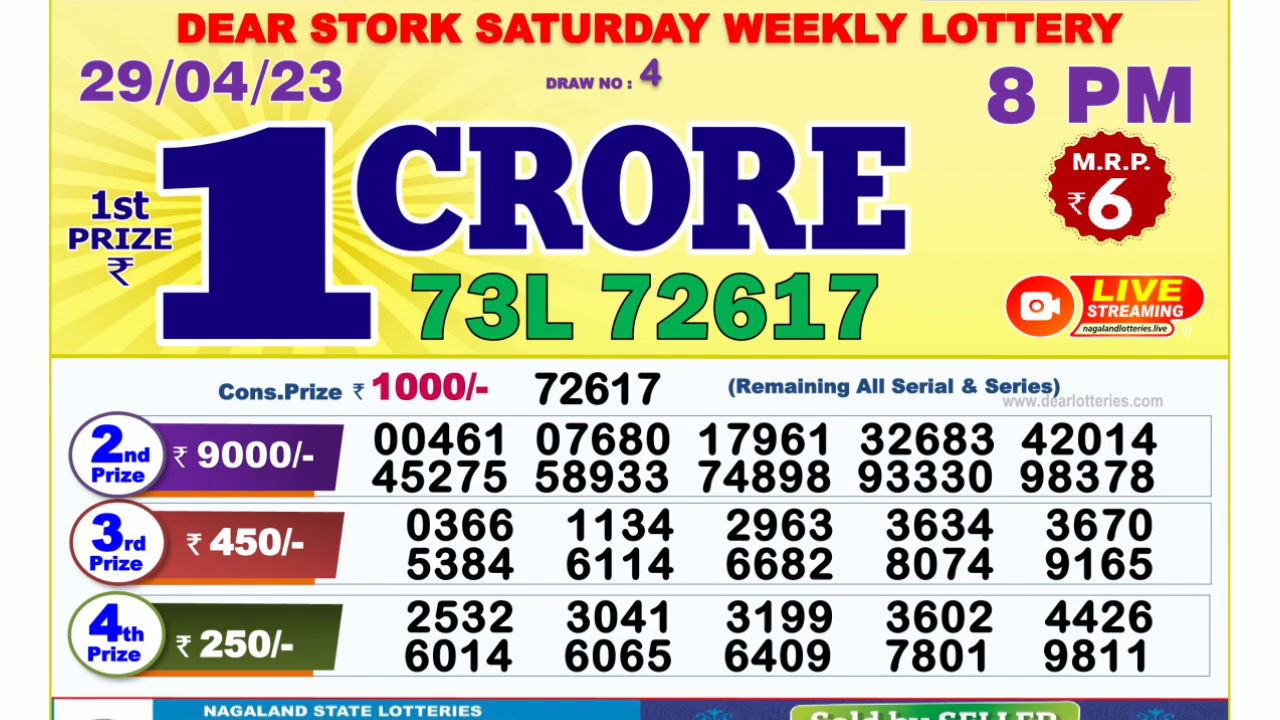 DEAR STORK SATURDAY WEEKLY LOTTERY
29/04/23
DRAW NO : 4
8 PM
1st
PRIZE
₹
1 CRORE
M.R.P.
₹6
73L 72617
LIVE
STREAMING
nagalandlotteries.live
Cons.Prize ₹ 1000/- 72617 (Remaining All Serial & Series)
www.dearlotteries.com
2nd
Prize
₹ 9000/-
00461 07680 17961 32683 42014
45275 58933 74898 93330 98378
3rd
Prize
₹ 450/-
0366 1134 2963 3634 3670
5384 6114 6682 8074 9165
4th
Prize
₹ 250/-
2532 3041 3199 3602 4426
6014 6065 6409 7801 9811
NAGALAND STATE LOTTERIES
Sold by SELLER